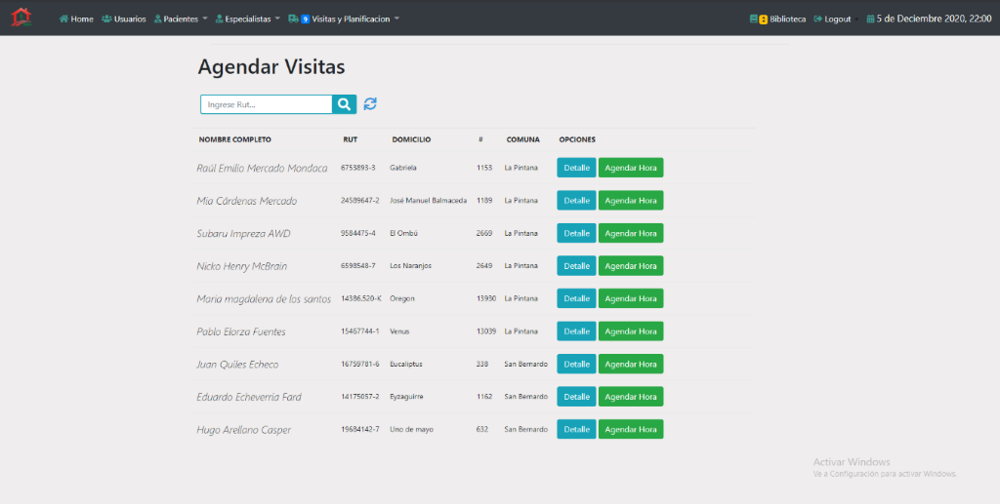 Home Usuarios Pacientes Especialistas 9 Visitas y Planificacion Biblioteca Logout 5 de Deciembre 2020, 22:00
Agendar Visitas
Ingrese Rut...
NOMBRE COMPLETO RUT DOMICILIO # COMUNA OPCIONES
Raúl Emilio Mercado Mondaca 6753893-3 Gabriela 1153 La Pintana Detalle Agendar Hora
Mia Cárdenas Mercado 24589647-2 José Manuel Balmaceda 1189 La Pintana Detalle Agendar Hora
Subaru Impreza AWD 9584475-4 El Ombú 2669 La Pintana Detalle Agendar Hora
Nicko Henry McBrain 6598548-7 Los Naranjos 2649 La Pintana Detalle Agendar Hora
Maria magdalena de los santos 14386.520-K Oregon 13930 La Pintana Detalle Agendar Hora
Pablo Elorza Fuentes 15467744-1 Venus 13039 La Pintana Detalle Agendar Hora
Juan Quiles Echeco 16759781-6 Eucaliptus 338 San Bernardo Detalle Agendar Hora
Eduardo Echeverria Fard 14175057-2 Eyzaguirre 1162 San Bernardo Detalle Agendar Hora
Hugo Arellano Casper 19684142-7 Uno de mayo 632 San Bernardo Detalle Agendar Hora
Activar Windows
Ve a Configuración para activar Windows.